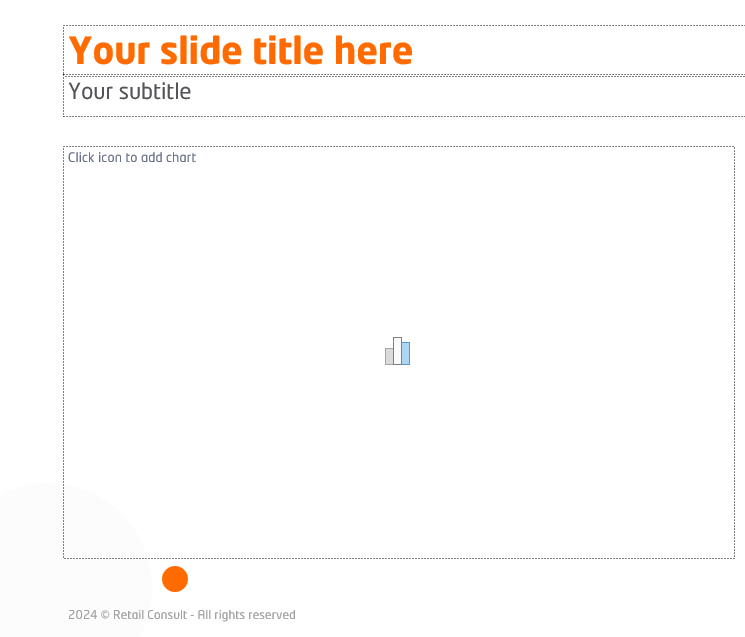 Your slide title here
Your subtitle
Click icon to add chart
2024 © Retail Consult - All rights reserved